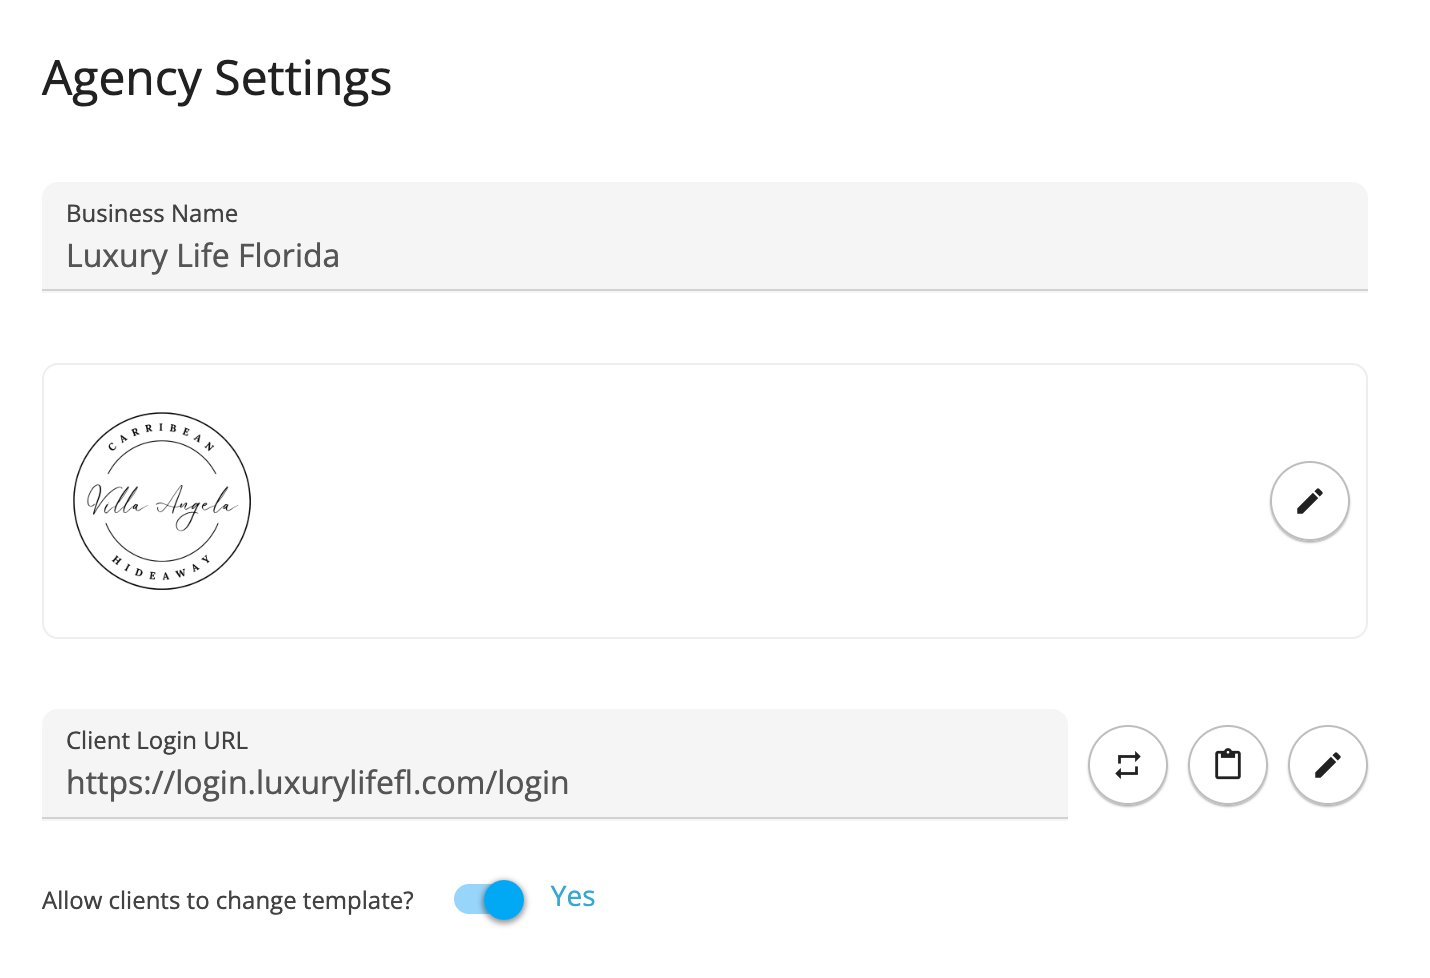 Agency Settings
Business Name
Luxury Life Florida
CARRIBEAN
Villa Angela
HIDEAWAY
Client Login URL
https://login.luxurylifefl.com/login
Allow clients to change template? Yes